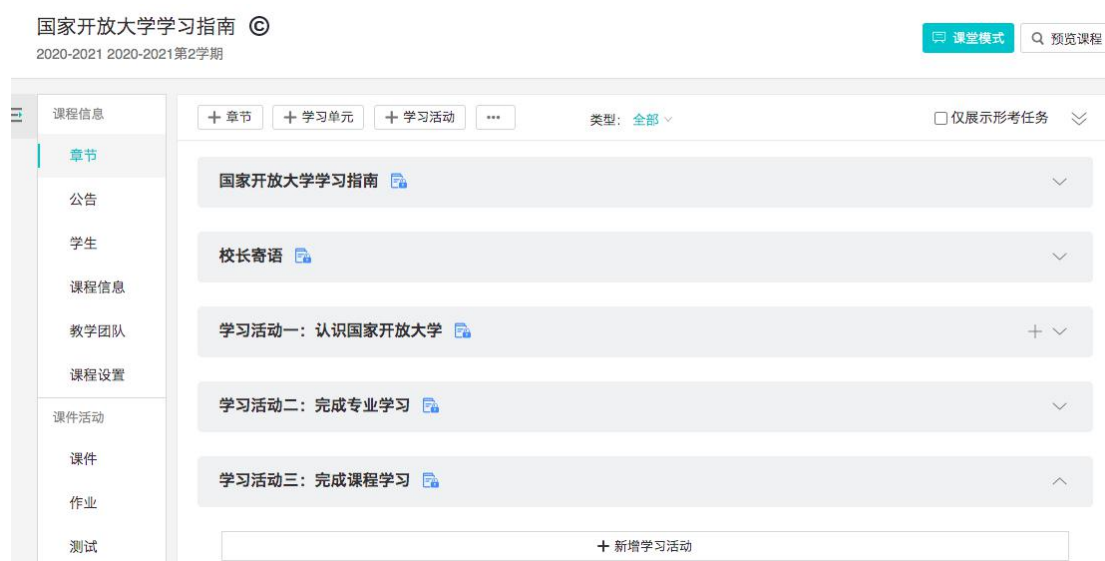 国家开放大学学习指南 ©
2020-2021 2020-2021第2学期
课堂模式 预览课程
课程信息
章节
公告
学生
课程信息
教学团队
课程设置
课件活动
课件
作业
测试
+ 章节 + 学习单元 + 学习活动 ··· 类型: 全部 仅展示形考任务
国家开放大学学习指南
校长寄语
学习活动一：认识国家开放大学
学习活动二：完成专业学习
学习活动三：完成课程学习
+ 新增学习活动